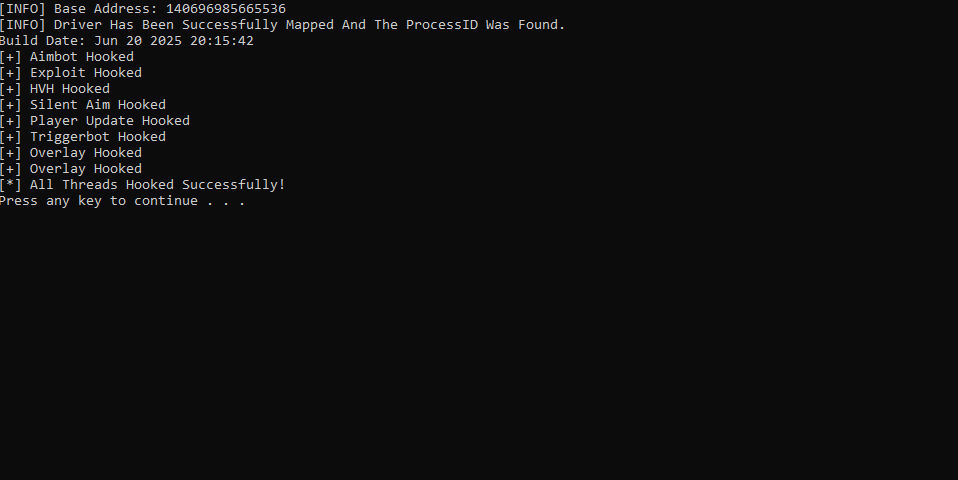 [INFO] Base Address: 140696985665536
[INFO] Driver Has Been Successfully Mapped And The ProcessID Was Found.
Build Date: Jun 20 2025 20:15:42
[+] Aimbot Hooked
[+] Exploit Hooked
[+] HVH Hooked
[+] Silent Aim Hooked
[+] Player Update Hooked
[+] Triggerbot Hooked
[+] Overlay Hooked
[+] Overlay Hooked
[*] All Threads Hooked Successfully!
Press any key to continue . . .